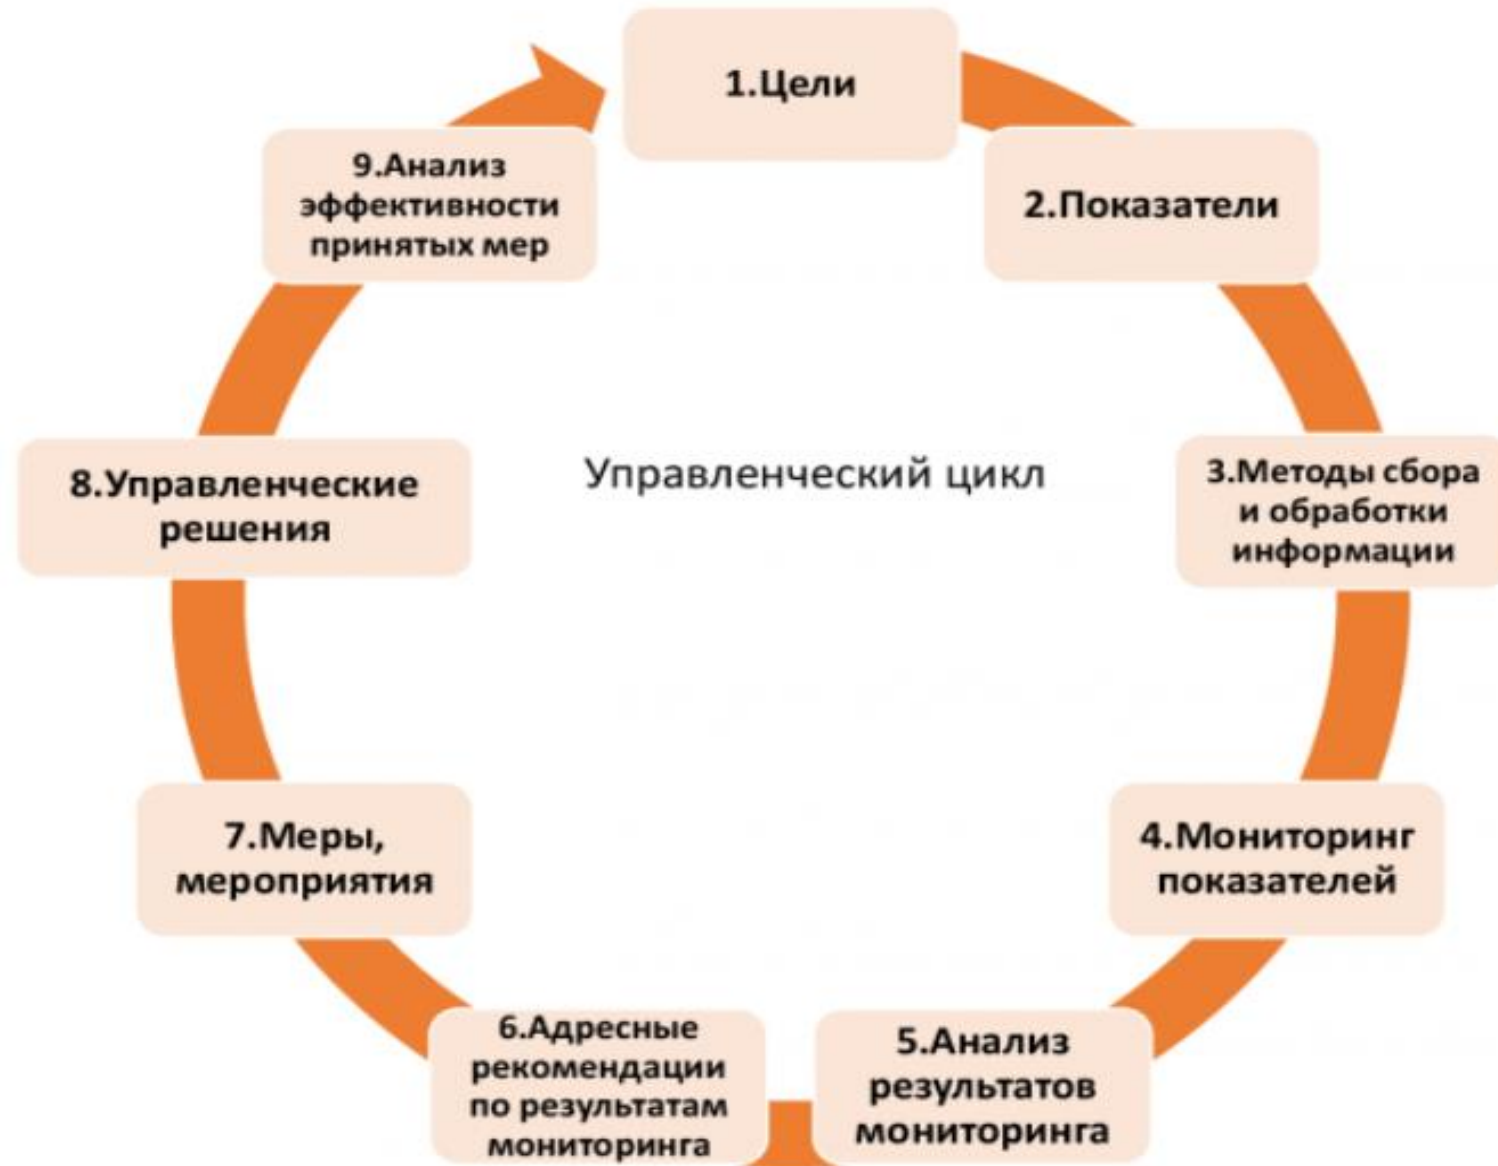 1.Цели
2.Показатели
3.Методы сбора
и обработки
информации
4.Мониторинг
показателей
5.Анализ
результатов
мониторинга
6.Адресные
рекомендации
по результатам
мониторинга
7.Меры,
мероприятия
8.Управленческие
решения
9.Анализ
эффективности
принятых мер
Управленческий цикл